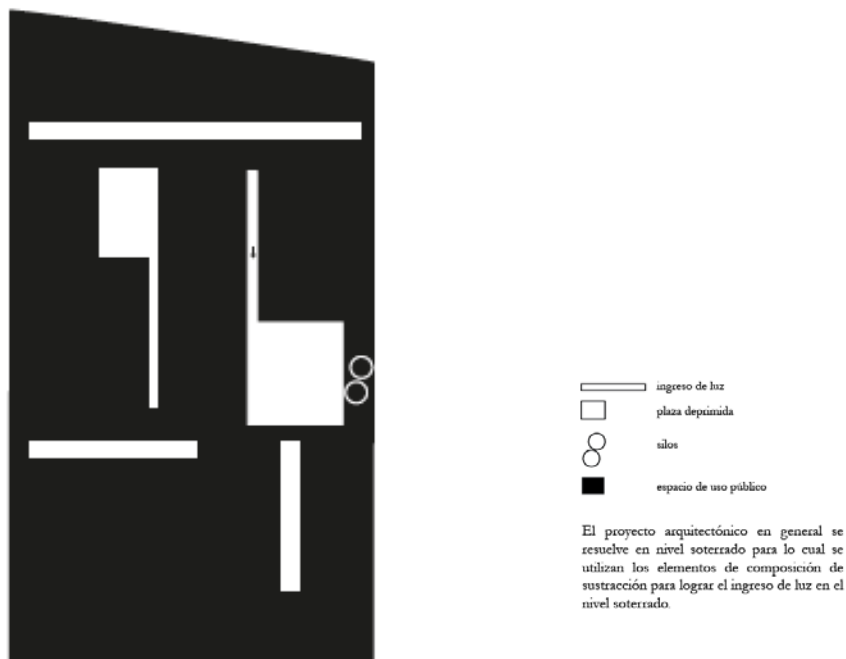 ingreso de luz
plaza deprimida
silos
espacio de uso público
El proyecto arquitectónico en general se
resuelve en nivel soterrado para lo cual se
utilizan los elementos de composición de
sustracción para lograr el ingreso de luz en el
nivel soterrado.